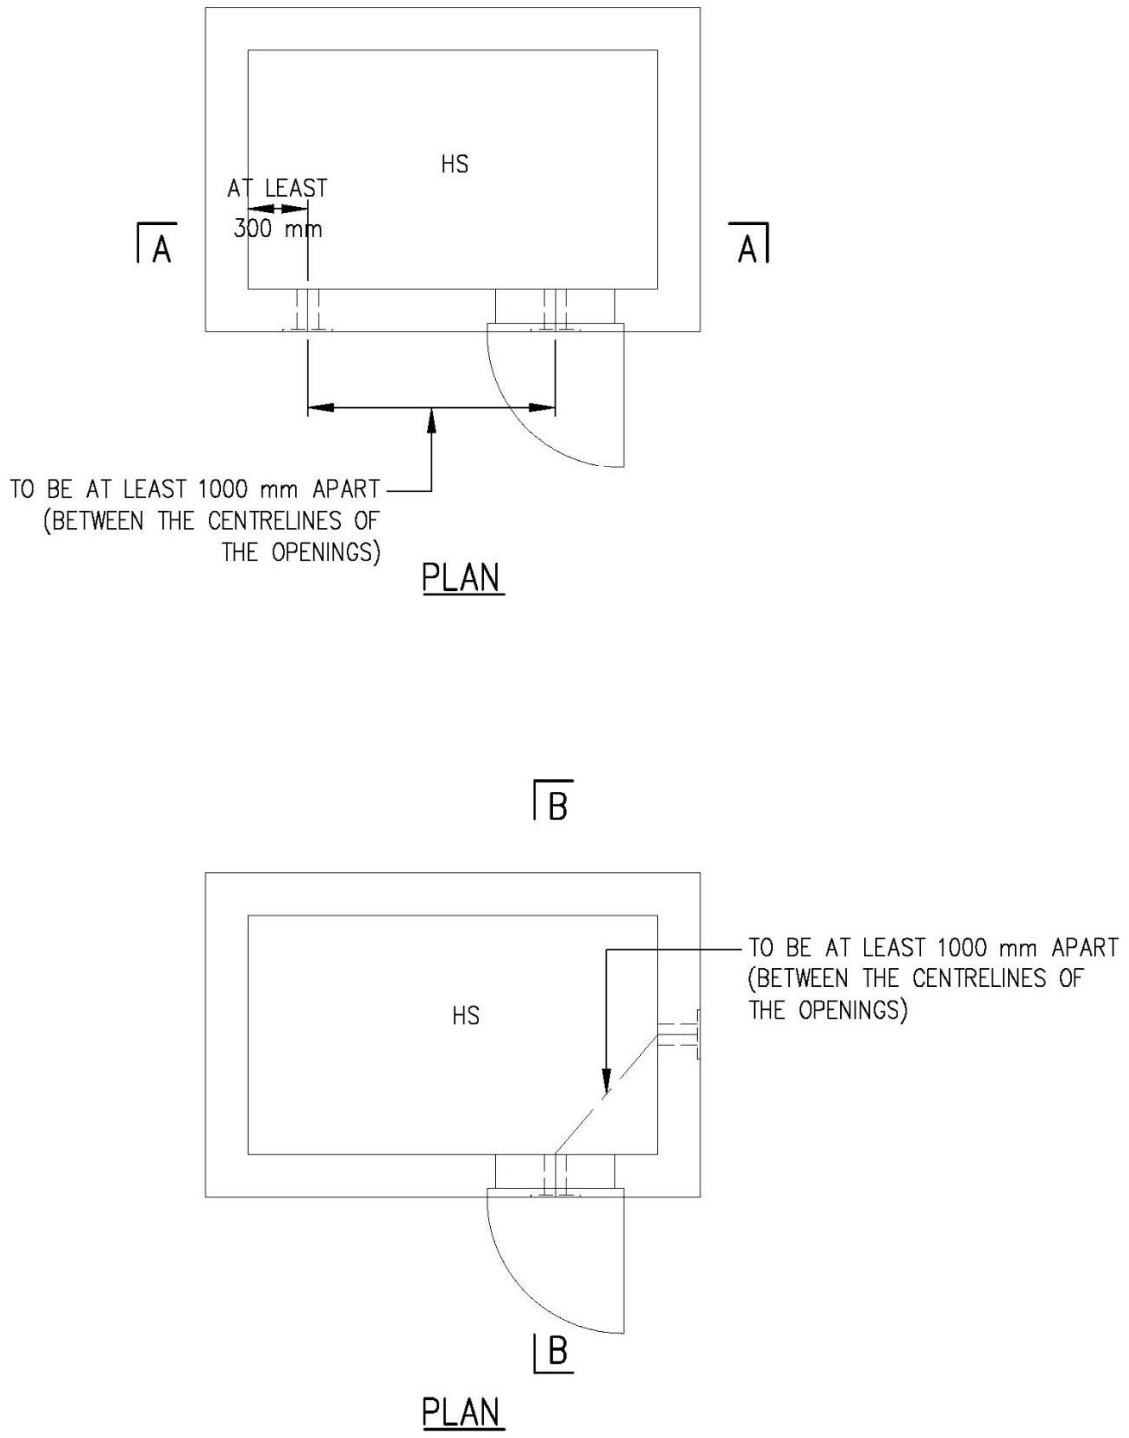 HS
AT LEAST
300 mm
A
A
TO BE AT LEAST 1000 mm APART
(BETWEEN THE CENTRELINES OF
THE OPENINGS)
PLAN
B
TO BE AT LEAST 1000 mm APART
(BETWEEN THE CENTRELINES OF
THE OPENINGS)
HS
B
PLAN